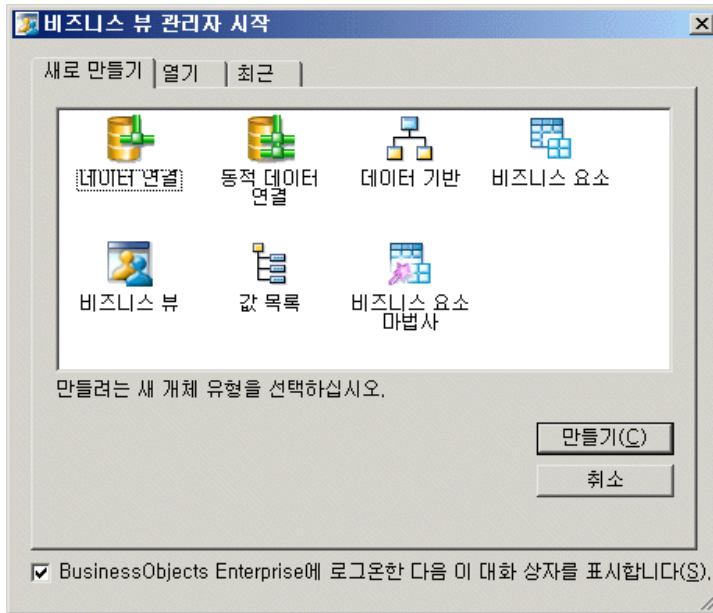 비즈니스 뷰 관리자 시작
새로 만들기 열기 최근
데이터 연결 동적 데이터 연결 데이터 기반 비즈니스 요소
비즈니스 뷰 값 목록 비즈니스 요소 마법사
만들려는 새 개체 유형을 선택하십시오.
만들기(C)
취소
BusinessObjects Enterprise에 로그온한 다음 이 대화 상자를 표시합니다(S).